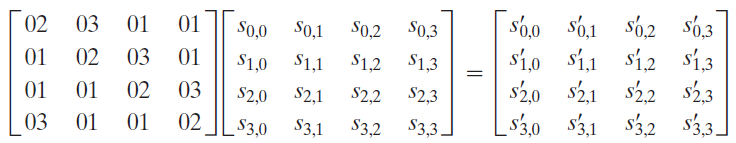 02 03 01 01 s0,0 s0,1 s0,2 s0,3 s′0,0 s′0,1 s′0,2 s′0,3
01 02 03 01 s1,0 s1,1 s1,2 s1,3 = s′1,0 s′1,1 s′1,2 s′1,3
01 01 02 03 s2,0 s2,1 s2,2 s2,3 s′2,0 s′2,1 s′2,2 s′2,3
03 01 01 02 s3,0 s3,1 s3,2 s3,3 s′3,0 s′3,1 s′3,2 s′3,3